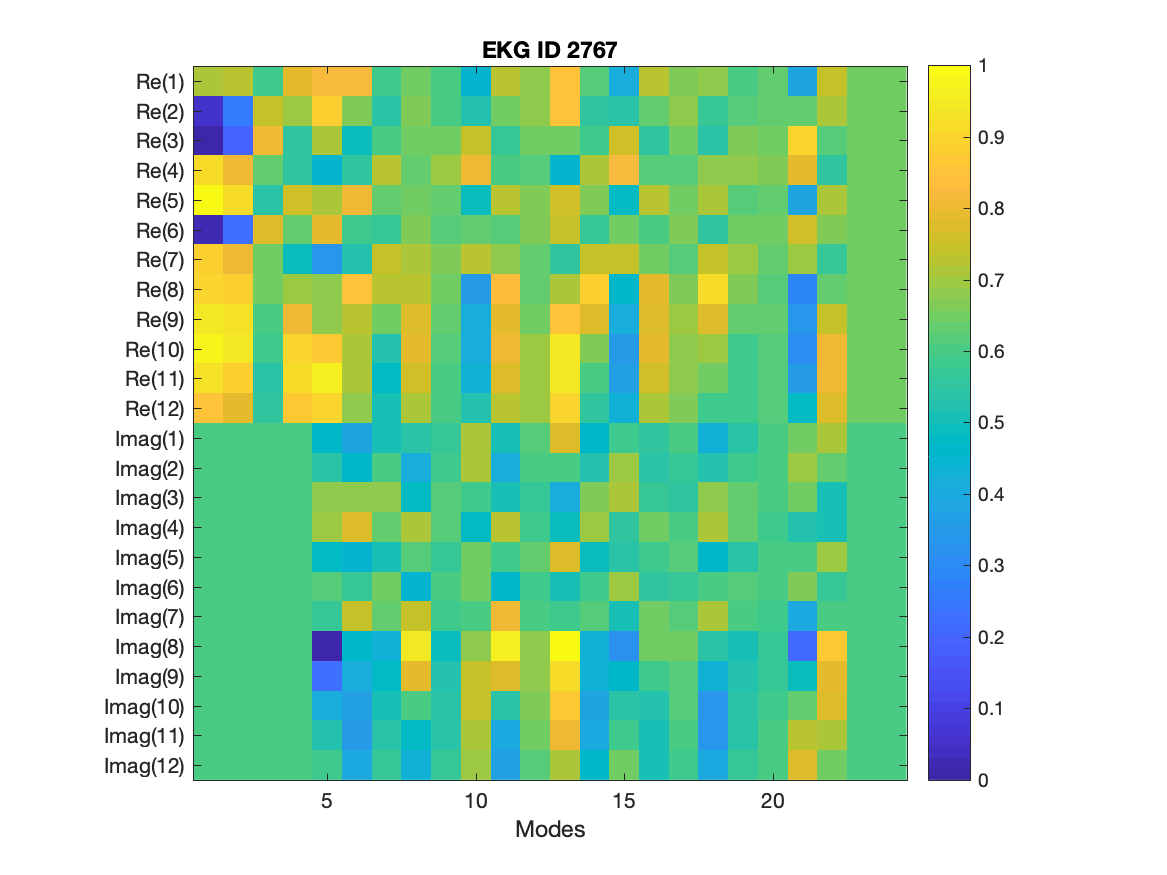 EKG ID 2767
Re(1)
Re(2)
Re(3)
Re(4)
Re(5)
Re(6)
Re(7)
Re(8)
Re(9)
Re(10)
Re(11)
Re(12)
Imag(1)
Imag(2)
Imag(3)
Imag(4)
Imag(5)
Imag(6)
Imag(7)
Imag(8)
Imag(9)
Imag(10)
Imag(11)
Imag(12)
5 10 15 20
Modes
1
0.9
0.8
0.7
0.6
0.5
0.4
0.3
0.2
0.1
0